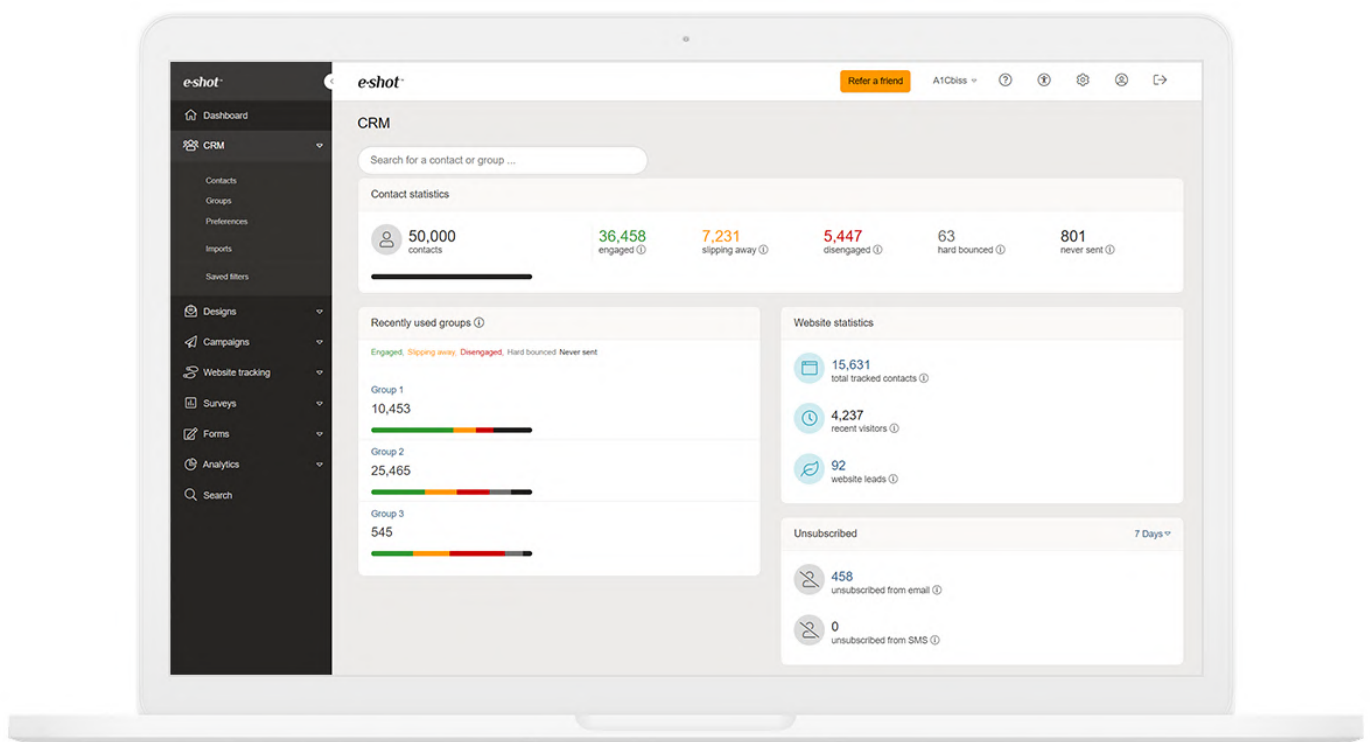 e-shot
e-shot
Refer a friend
A1Cbiss
Dashboard
CRM
Contacts
Groups
Preferences
Imports
Saved filters
Designs
Campaigns
Website tracking
Surveys
Forms
Analytics
Search
CRM
Search for a contact or group ...
Contact statistics
50,000
contacts
36,458
engaged
7,231
slipping away
5,447
disengaged
63
hard bounced
801
never sent
Recently used groups
Engaged, Slipping away, Disengaged, Hard bounced Never sent
Group 1
10,453
Group 2
25,465
Group 3
545
Website statistics
15,631
total tracked contacts
4,237
recent visitors
92
website leads
Unsubscribed
7 Days
458
unsubscribed from email
0
unsubscribed from SMS